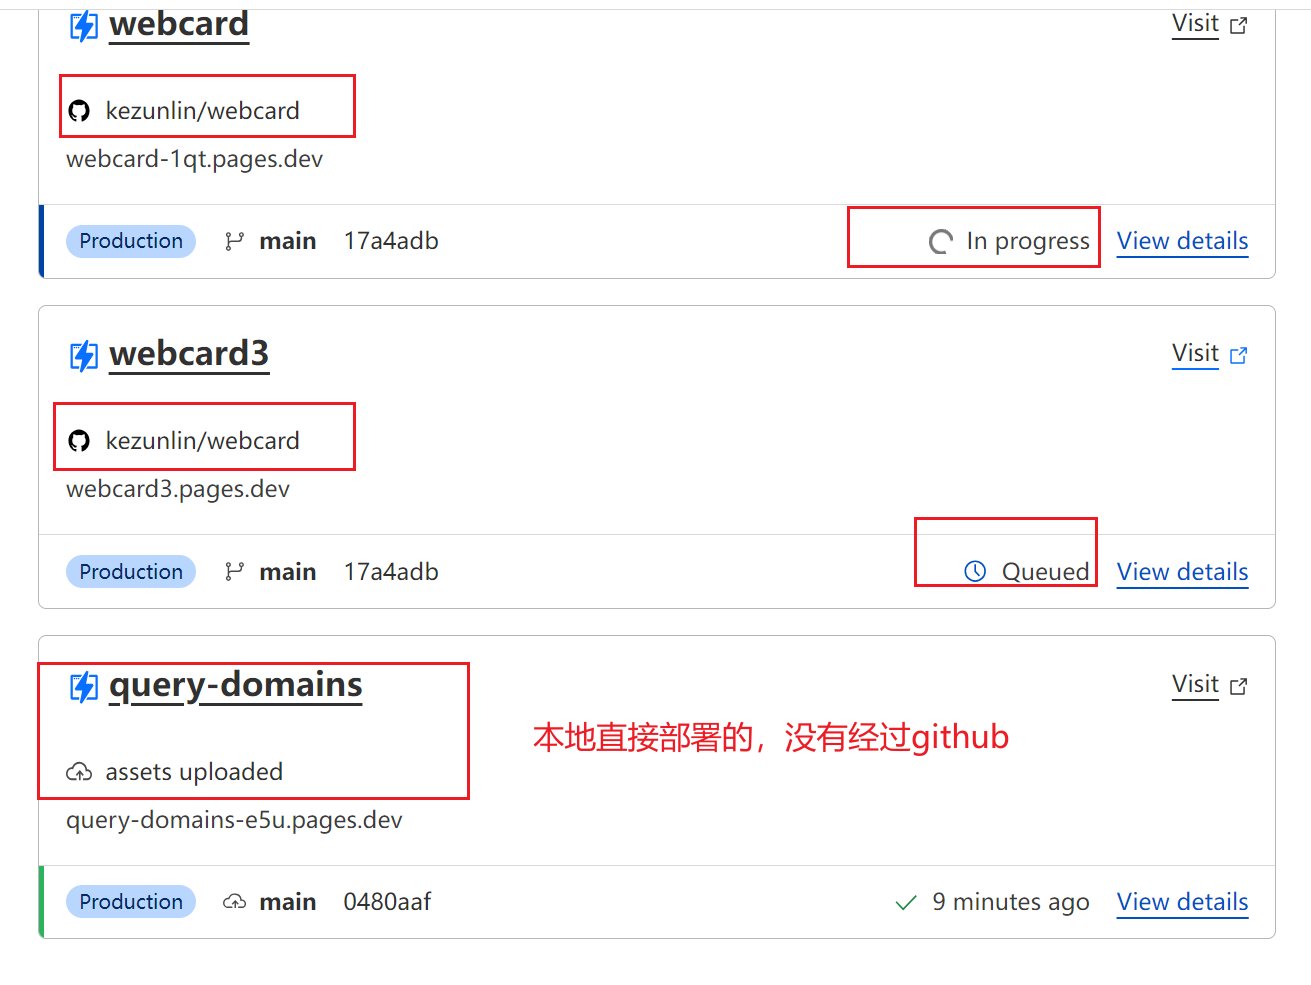 webcard
Visit
kezunlin/webcard
webcard-1qt.pages.dev
Production main 17a4adb In progress View details
webcard3
Visit
kezunlin/webcard
webcard3.pages.dev
Production main 17a4adb Queued View details
query-domains
Visit
本地直接部署的，没有经过github
assets uploaded
query-domains-e5u.pages.dev
Production main 0480aaf 9 minutes ago View details